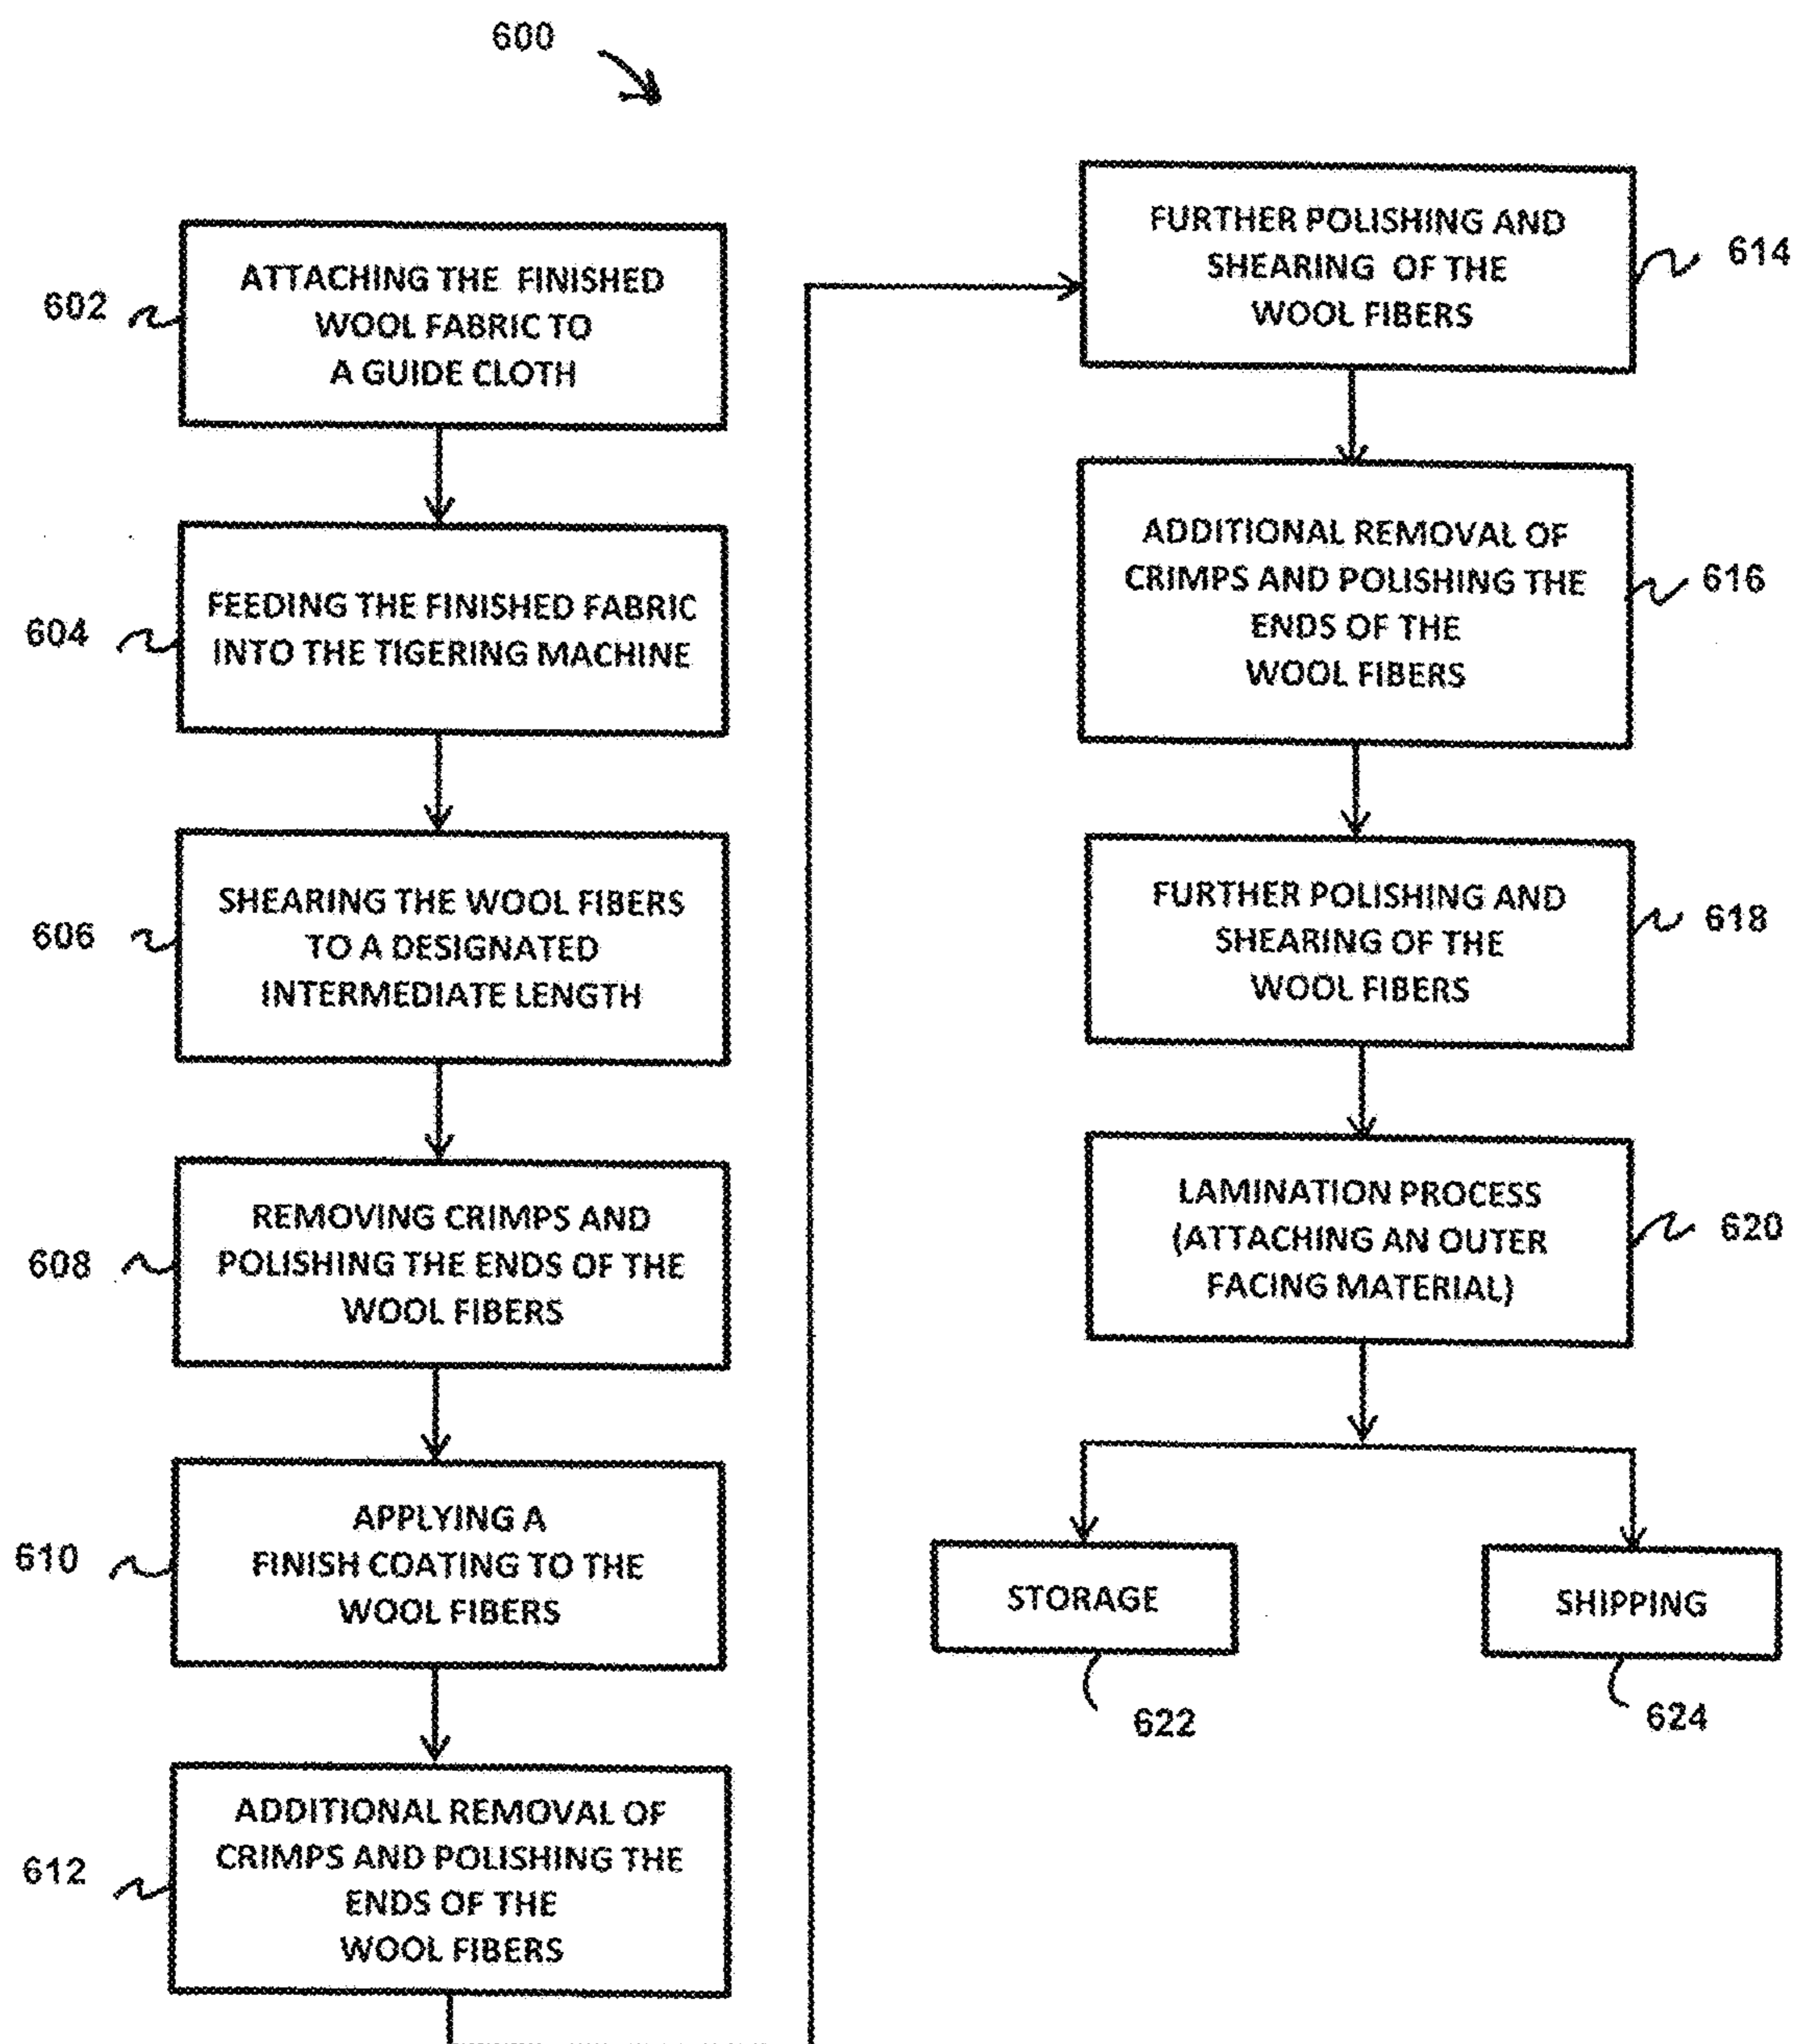 600
602
ATTACHING THE FINISHED
WOOL FABRIC TO
A GUIDE CLOTH
604
FEEDING THE FINISHED FABRIC
INTO THE TIGERING MACHINE
606
SHEARING THE WOOL FIBERS
TO A DESIGNATED
INTERMEDIATE LENGTH
608
REMOVING CRIMPS AND
POLISHING THE ENDS OF THE
WOOL FIBERS
610
APPLYING A
FINISH COATING TO THE
WOOL FIBERS
612
ADDITIONAL REMOVAL OF
CRIMPS AND POLISHING THE
ENDS OF THE
WOOL FIBERS
FURTHER POLISHING AND
SHEARING OF THE
WOOL FIBERS
614
ADDITIONAL REMOVAL OF
CRIMPS AND POLISHING THE
ENDS OF THE
WOOL FIBERS
616
FURTHER POLISHING AND
SHEARING OF THE
WOOL FIBERS
618
LAMINATION PROCESS
(ATTACHING AN OUTER
FACING MATERIAL)
620
STORAGE
622
SHIPPING
624